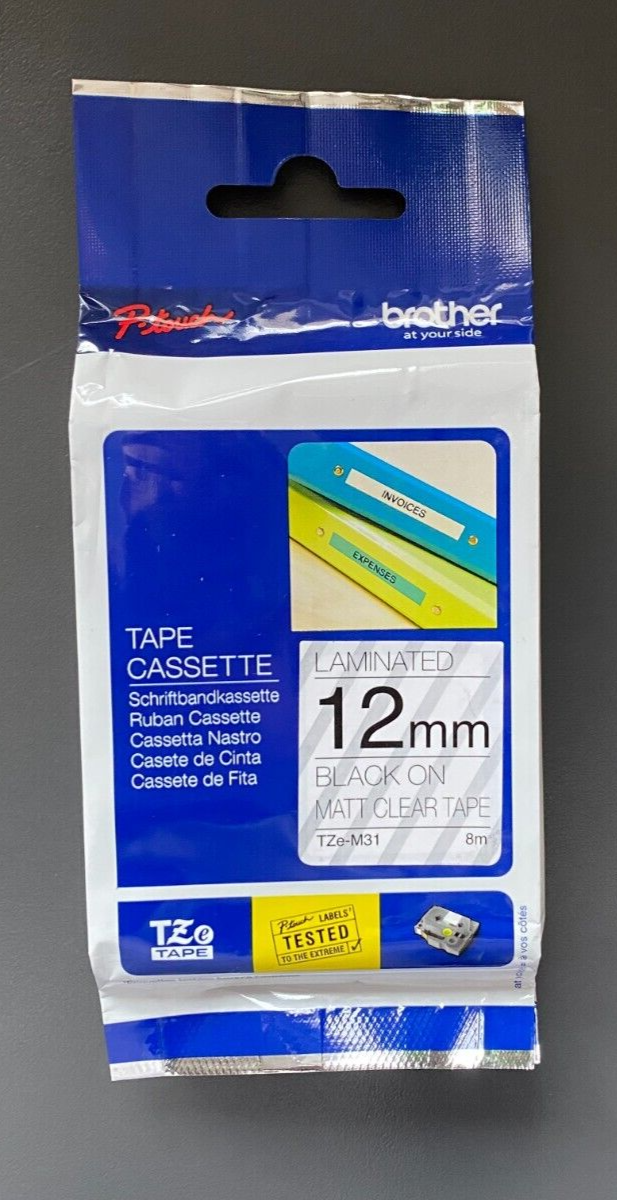 P-touch
brother
at your side
INVOICES
EXPENSES
TAPE
CASSETTE
Schriftbandkassette
Ruban Cassette
Cassetta Nastro
Casete de Cinta
Cassete de Fita
LAMINATED
12mm
BLACK ON
MATT CLEAR TAPE
TZe-M31 8m
TZe
TAPE
P-touch LABELS'
TESTED
TO THE EXTREME
à vos côtés